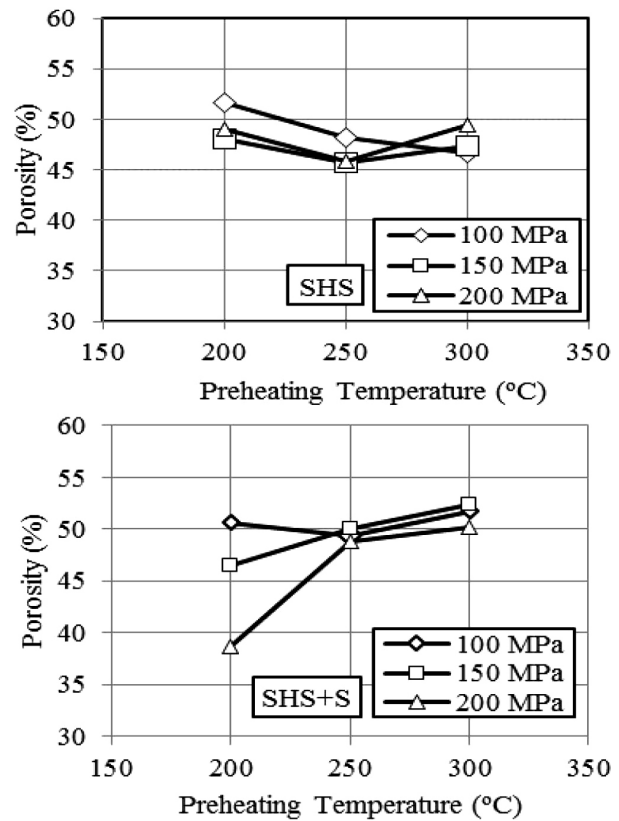 60
55
50
45
40
35
30
Porosity (%)
100 MPa
150 MPa
200 MPa
SHS
150 200 250 300 350
Preheating Temperature (°C)
60
55
50
45
40
35
30
Porosity (%)
100 MPa
150 MPa
200 MPa
SHS+S
150 200 250 300 350
Preheating Temperature (°C)